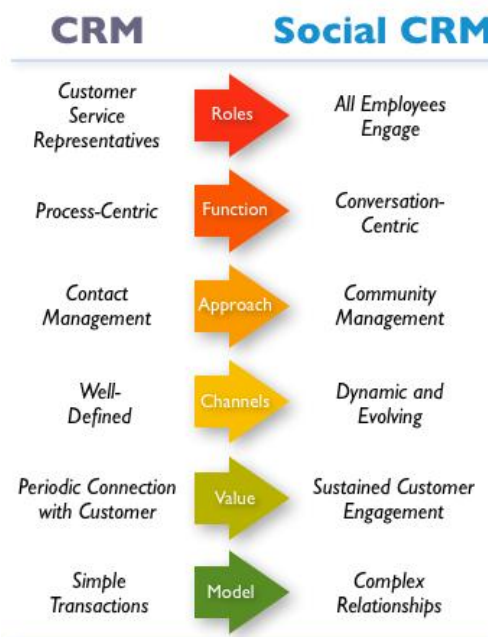 CRM
Social CRM
Customer
Service
Representatives
Roles
All Employees
Engage
Process-Centric
Function
Conversation-
Centric
Contact
Management
Approach
Community
Management
Well-
Defined
Channels
Dynamic and
Evolving
Periodic Connection
with Customer
Value
Sustained Customer
Engagement
Simple
Transactions
Model
Complex
Relationships